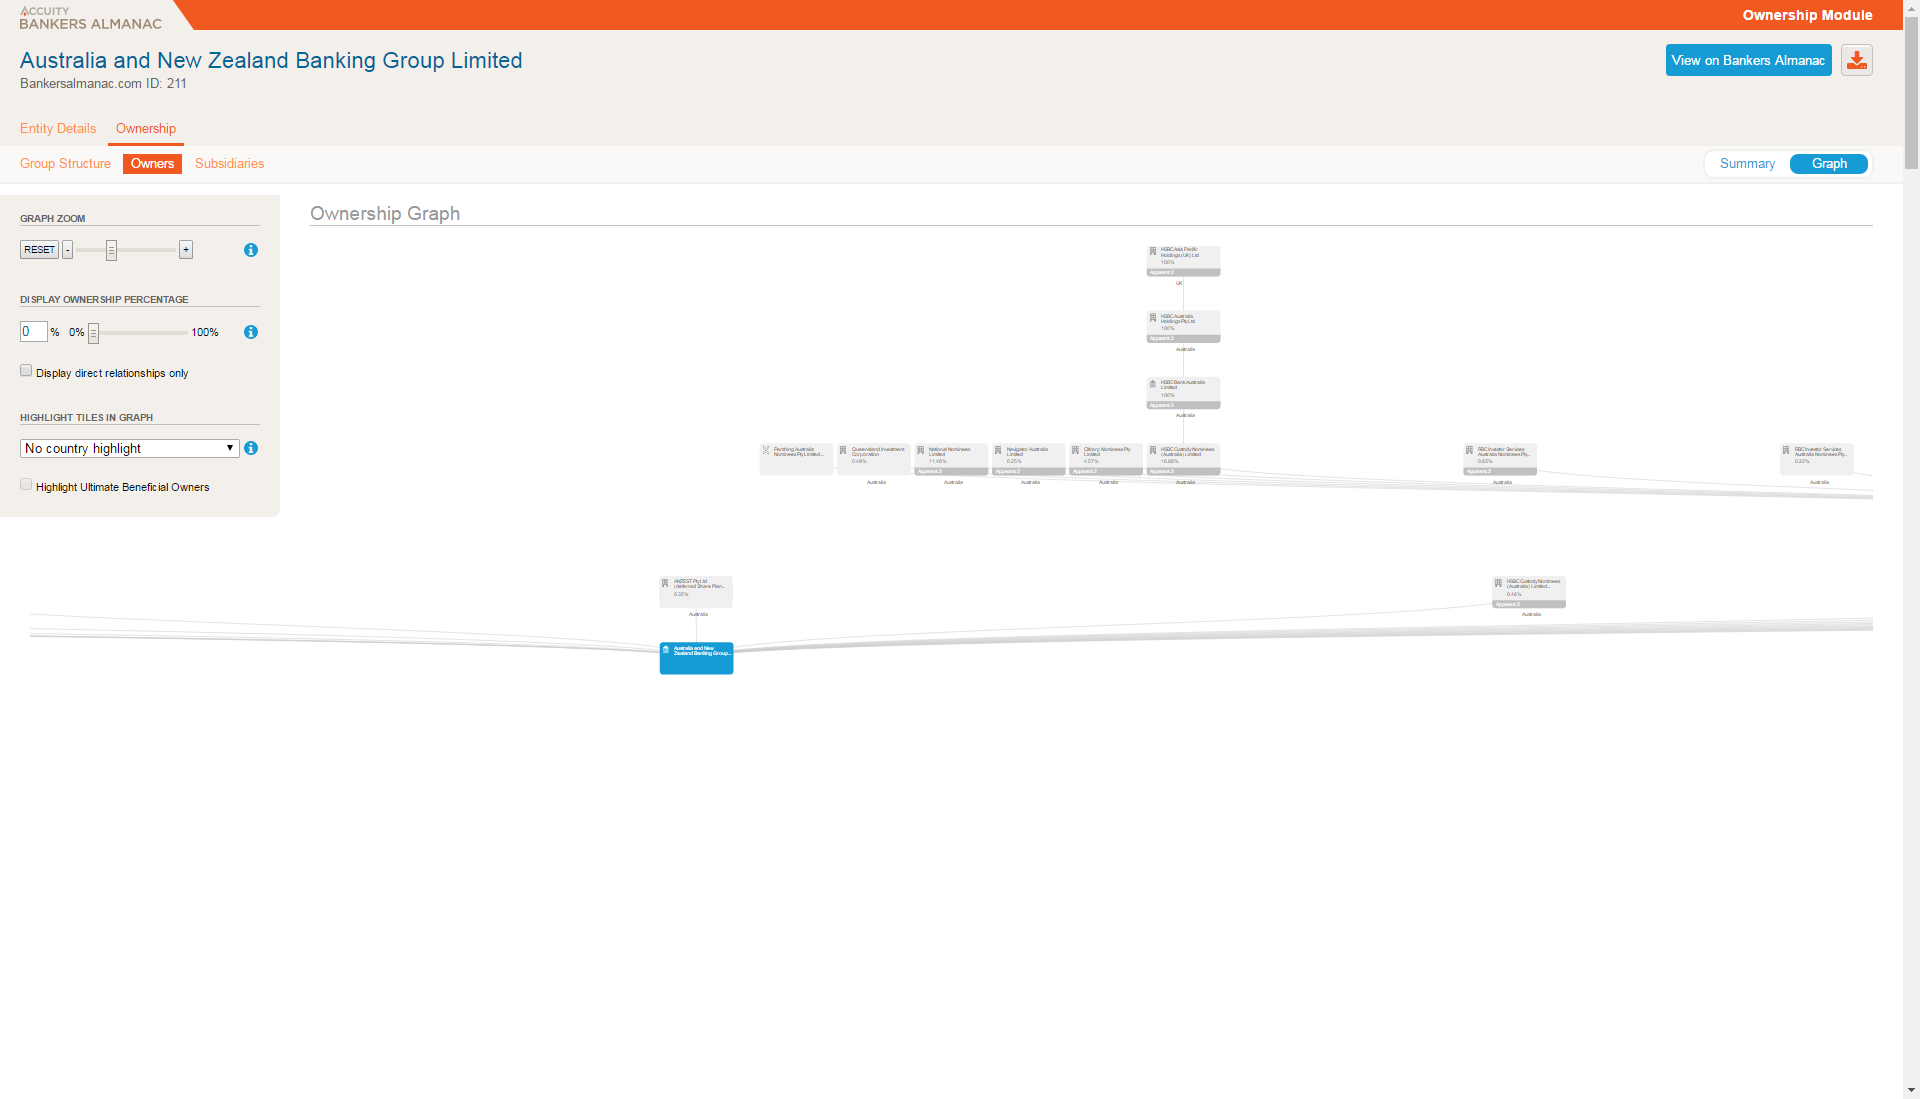 ACCUITY
BANKERS ALMANAC
Ownership Module
Australia and New Zealand Banking Group Limited
Bankersalmanac.com ID: 211
View on Bankers Almanac
Entity Details
Ownership
Group Structure
Owners
Subsidiaries
Summary
Graph
GRAPH ZOOM
RESET
-
+
DISPLAY OWNERSHIP PERCENTAGE
0 % 0% 100%
Display direct relationships only
HIGHLIGHT TILES IN GRAPH
No country highlight
Highlight Ultimate Beneficial Owners
Ownership Graph
HSBC Asia Pacific
Holdings (UK) Ltd
100%
Appears: 3
UK
HSBC Australia
Holdings Pty Ltd
100%
Appears: 3
Australia
HSBC Bank Australia
Limited
100%
Appears: 3
Australia
Pershing Australia
Nominees Pty Limited...
Queensland Investment
Corporation
0.49%
Australia
National Nominees
Limited
11.46%
Appears: 3
Australia
Navigator Australia
Limited
0.25%
Appears: 3
Australia
Citicorp Nominees Pty
Limited
4.57%
Appears: 3
Australia
HSBC Custody Nominees
(Australia) Limited
Appears: 3
Australia
RBC Investor Services
Australia Nominees Pty...
Appears: 3
Australia
RBC Investor Services
Australia Nominees Pty...
0.22%
Australia
ANZEST Pty Ltd
(deferred Share Plan...
0.35%
Australia
HSBC Custody Nominees
(Australia) Limited...
0.46%
Appears: 3
Australia
Australia and New
Zealand Banking Group...